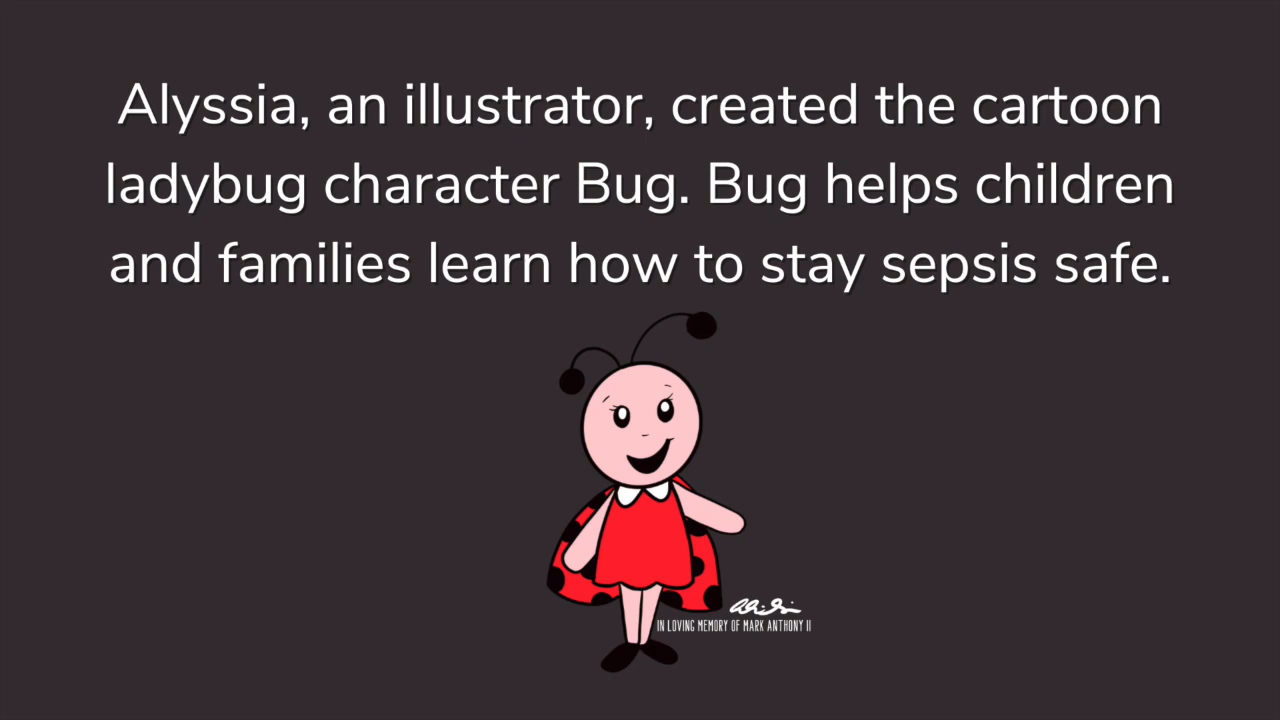 Alyssia, an illustrator, created the cartoon
ladybug character Bug. Bug helps children
and families learn how to stay sepsis safe.
IN LOVING MEMORY OF MARK ANTHONY II